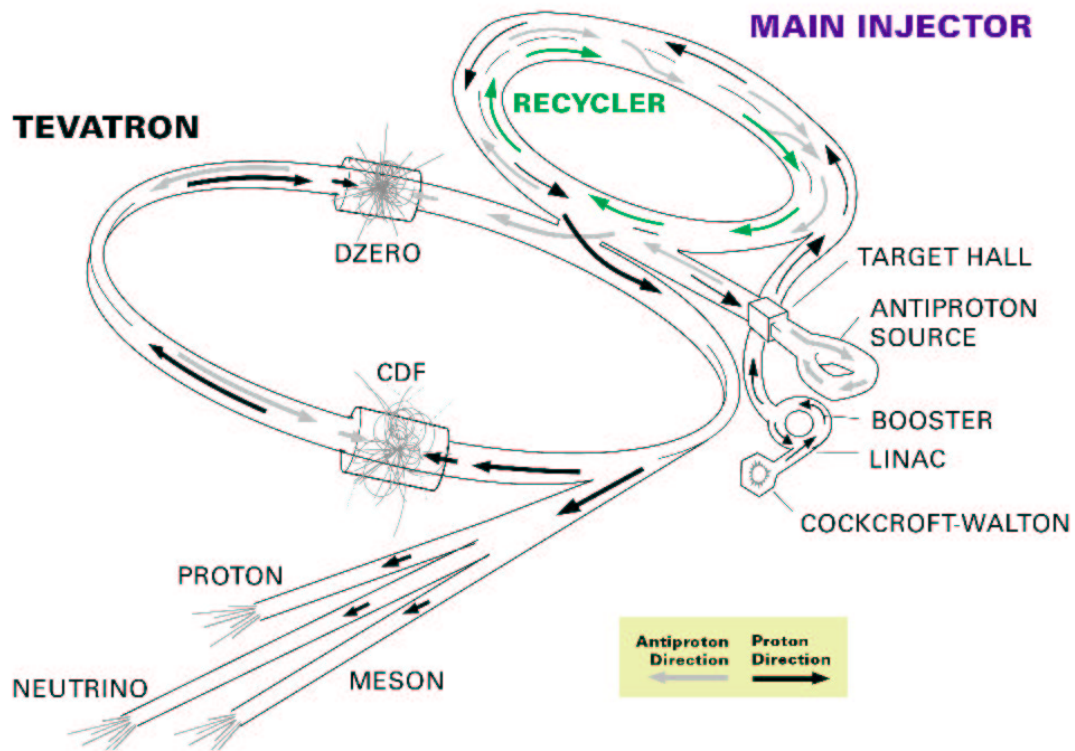 MAIN INJECTOR
RECYCLER
TEVATRON
DZERO
TARGET HALL
ANTIPROTON
SOURCE
CDF
BOOSTER
LINAC
COCKCROFT-WALTON
PROTON
NEUTRINO
MESON
Antiproton
Direction
Proton
Direction